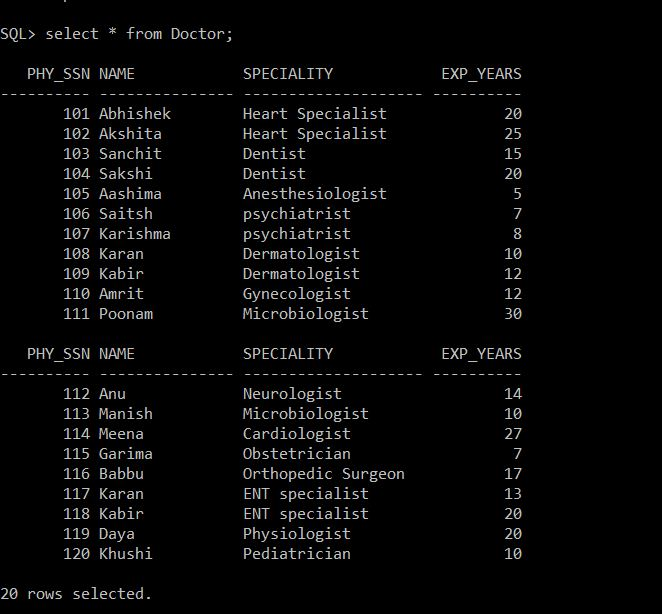 SQL> select * from Doctor;
   PHY_SSN NAME            SPECIALITY            EXP_YEARS
---------- --------------- -------------------- ----------
       101 Abhishek        Heart Specialist             20
       102 Akshita         Heart Specialist             25
       103 Sanchit         Dentist                      15
       104 Sakshi          Dentist                      20
       105 Aashima         Anesthesiologist              5
       106 Saitsh          psychiatrist                  7
       107 Karishma        psychiatrist                  8
       108 Karan           Dermatologist                10
       109 Kabir           Dermatologist                12
       110 Amrit           Gynecologist                 12
       111 Poonam          Microbiologist               30
   PHY_SSN NAME            SPECIALITY            EXP_YEARS
---------- --------------- -------------------- ----------
       112 Anu             Neurologist                  14
       113 Manish          Microbiologist               10
       114 Meena           Cardiologist                 27
       115 Garima          Obstetrician                  7
       116 Babbu           Orthopedic Surgeon           17
       117 Karan           ENT specialist               13
       118 Kabir           ENT specialist               20
       119 Daya            Physiologist                 20
       120 Khushi          Pediatrician                 10
20 rows selected.